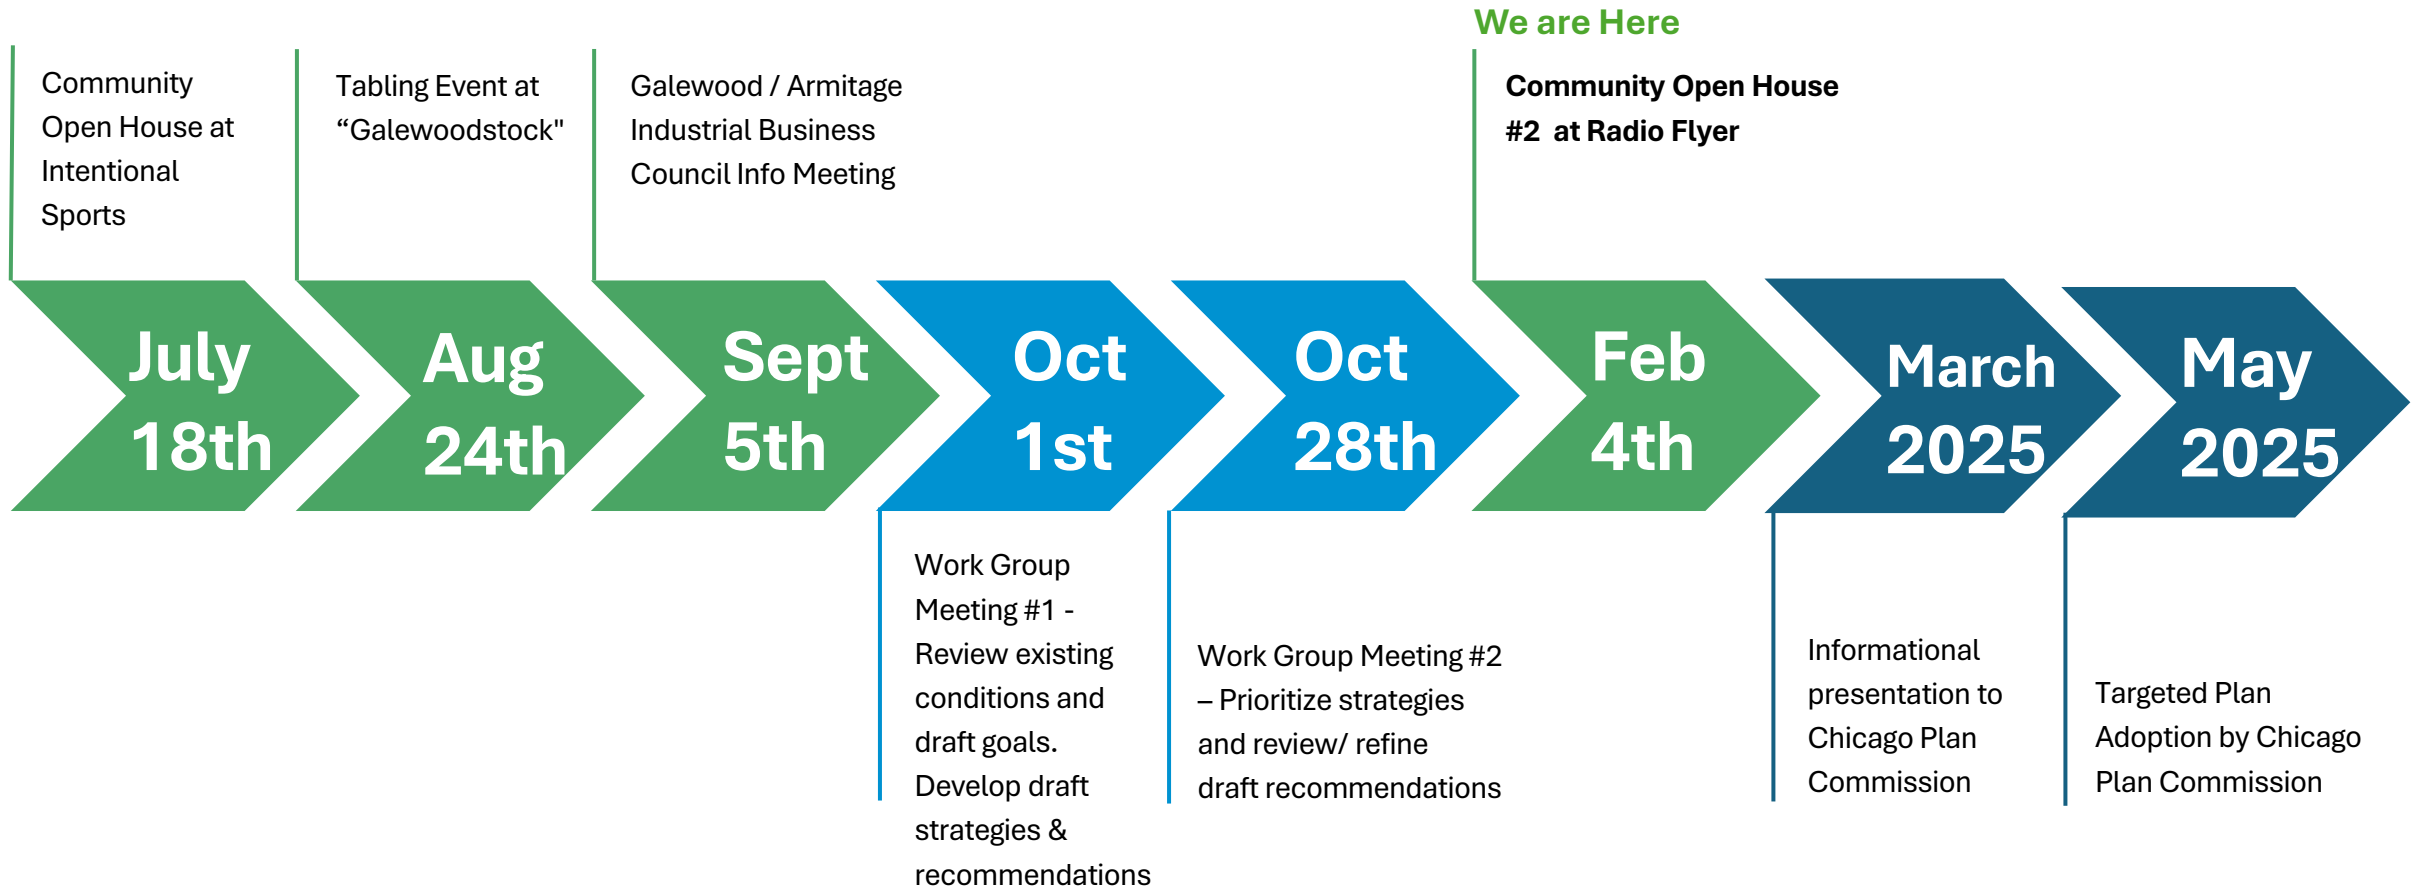 We are Here
Community
Open House at
Intentional
Sports
Tabling Event at
“Galewoodstock"
Galewood / Armitage
Industrial Business
Council Info Meeting
Community Open House
#2  at Radio Flyer
July
18th
Aug
24th
Sept
5th
Oct
1st
Oct
28th
Feb
4th
March
2025
May
2025
Work Group
Meeting #1 -
Review existing
conditions and
draft goals.
Develop draft
strategies &
recommendations
Work Group Meeting #2
– Prioritize strategies
and review/ refine
draft recommendations
Informational
presentation to
Chicago Plan
Commission
Targeted Plan
Adoption by Chicago
Plan Commission